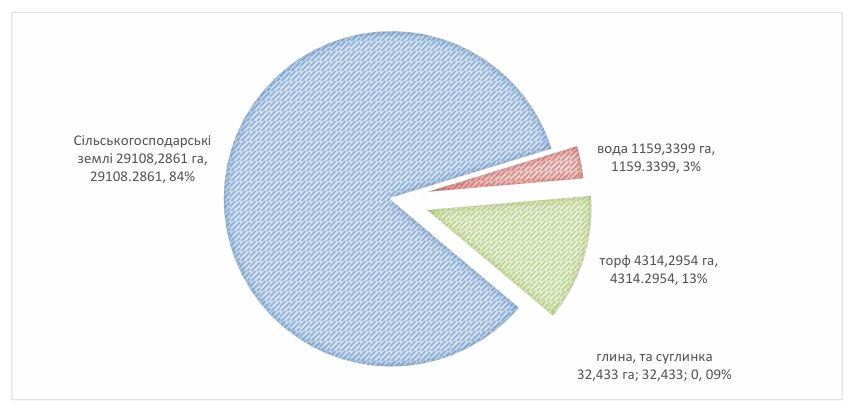 Сільськогосподарські
землі 29108,2861 га,
29108.2861, 84%
вода 1159,3399 га,
1159.3399, 3%
торф 4314,2954 га,
4314.2954, 13%
глина, та суглинка
32,433 га; 32,433; 0, 09%